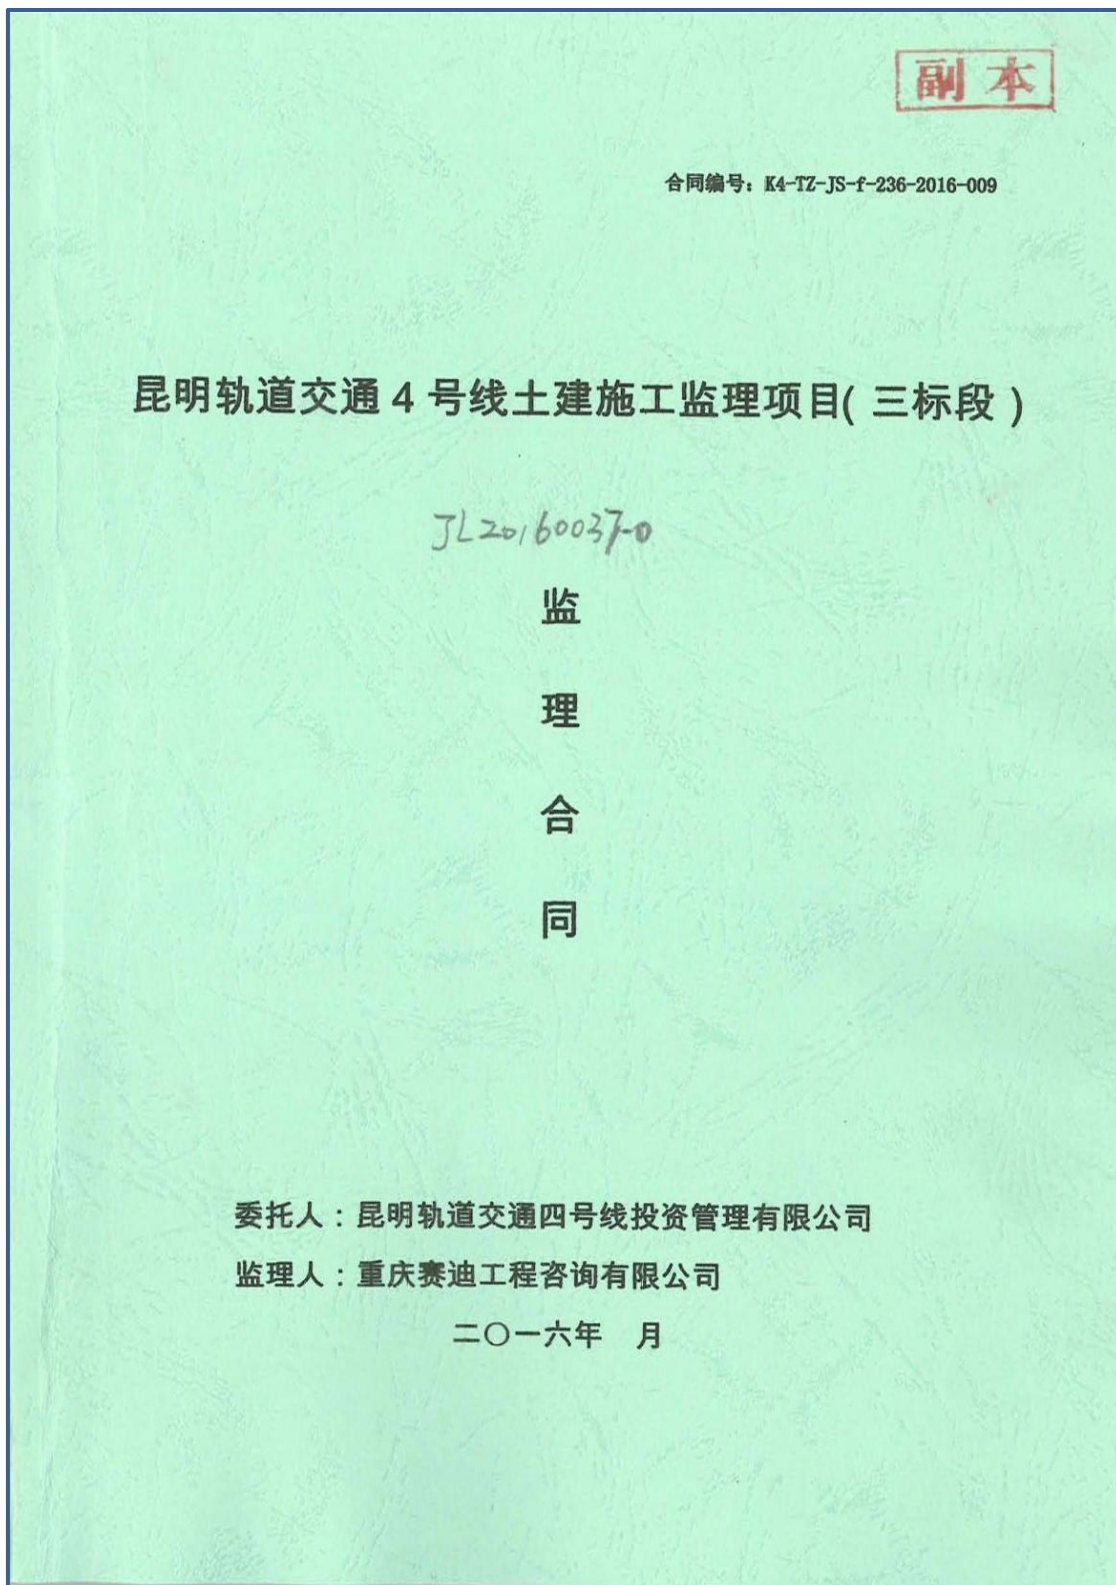 副本
合同编号：K4-TZ-JS-f-236-2016-009
昆明轨道交通4号线土建施工监理项目(三标段)
JL20160037-0
监
理
合
同
委托人：昆明轨道交通四号线投资管理有限公司
监理人：重庆赛迪工程咨询有限公司
二〇一六年 月